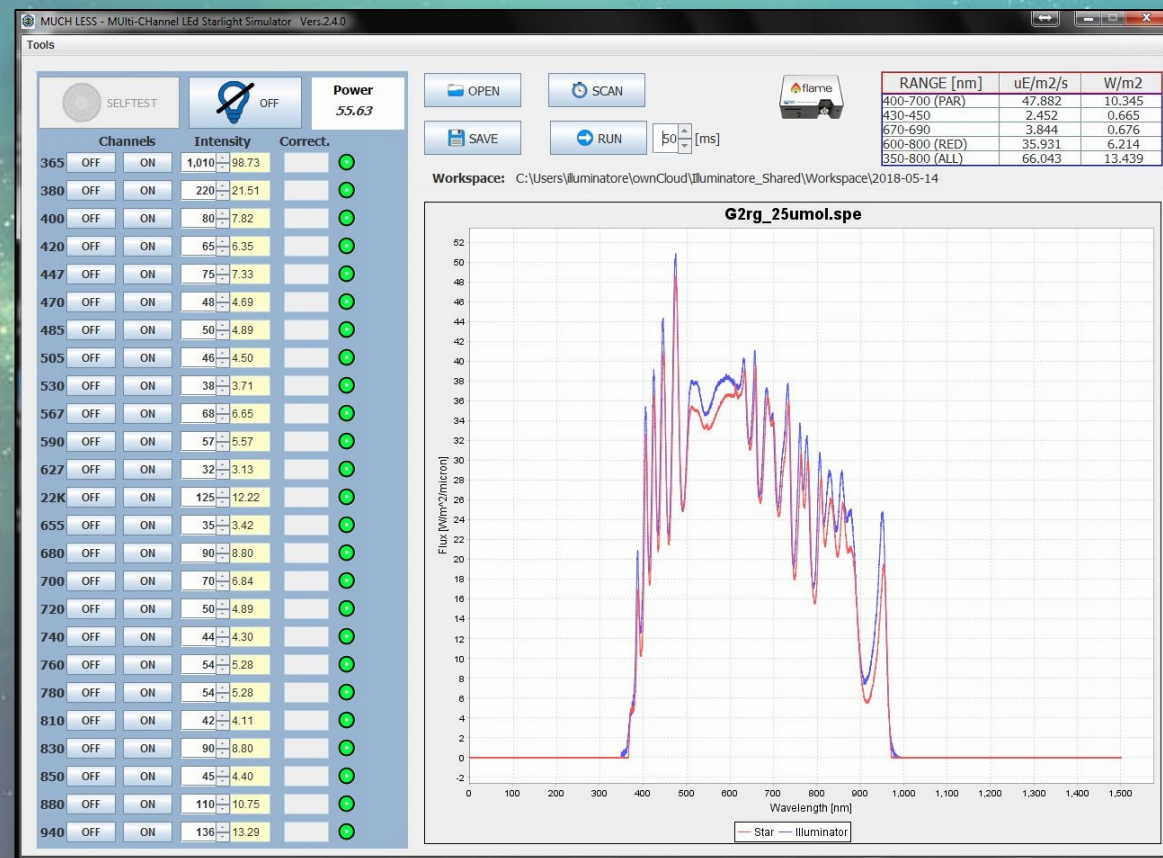 MUCH LESS - MUlti-CHannel LEd Starlight Simulator Vers.2.4.0
Tools
SELFTEST
OFF
Power
55.63
Channels Intensity Correct.
365 OFF ON 1,010 98.73
380 OFF ON 220 21.51
400 OFF ON 80 7.82
420 OFF ON 65 6.35
447 OFF ON 75 7.33
470 OFF ON 48 4.69
485 OFF ON 50 4.89
505 OFF ON 46 4.50
530 OFF ON 38 3.71
567 OFF ON 68 6.65
590 OFF ON 57 5.57
627 OFF ON 32 3.13
22K OFF ON 125 12.22
655 OFF ON 35 3.42
680 OFF ON 90 8.80
700 OFF ON 70 6.84
720 OFF ON 50 4.89
740 OFF ON 44 4.30
760 OFF ON 54 5.28
780 OFF ON 54 5.28
810 OFF ON 42 4.11
830 OFF ON 90 8.80
850 OFF ON 45 4.40
880 OFF ON 110 10.75
940 OFF ON 136 13.29
OPEN SCAN
SAVE RUN 50 [ms]
flame
RANGE [nm] uE/m2/s W/m2
400-700 (PAR) 47.882 10.345
430-450 2.452 0.665
670-690 3.844 0.676
600-800 (RED) 35.931 6.214
350-800 (ALL) 66.043 13.439
Workspace: C:\Users\illuminatore\ownCloud\Illuminatore_Shared\Workspace\2018-05-14
G2rg_25umol.spe
Flux [W/m^2/micron]
52
50
48
46
44
42
40
38
36
34
32
30
28
26
24
22
20
18
16
14
12
10
8
6
4
2
0
-2
0 100 200 300 400 500 600 700 800 900 1,000 1,100 1,200 1,300 1,400 1,500
Wavelength [nm]
Star Illuminator